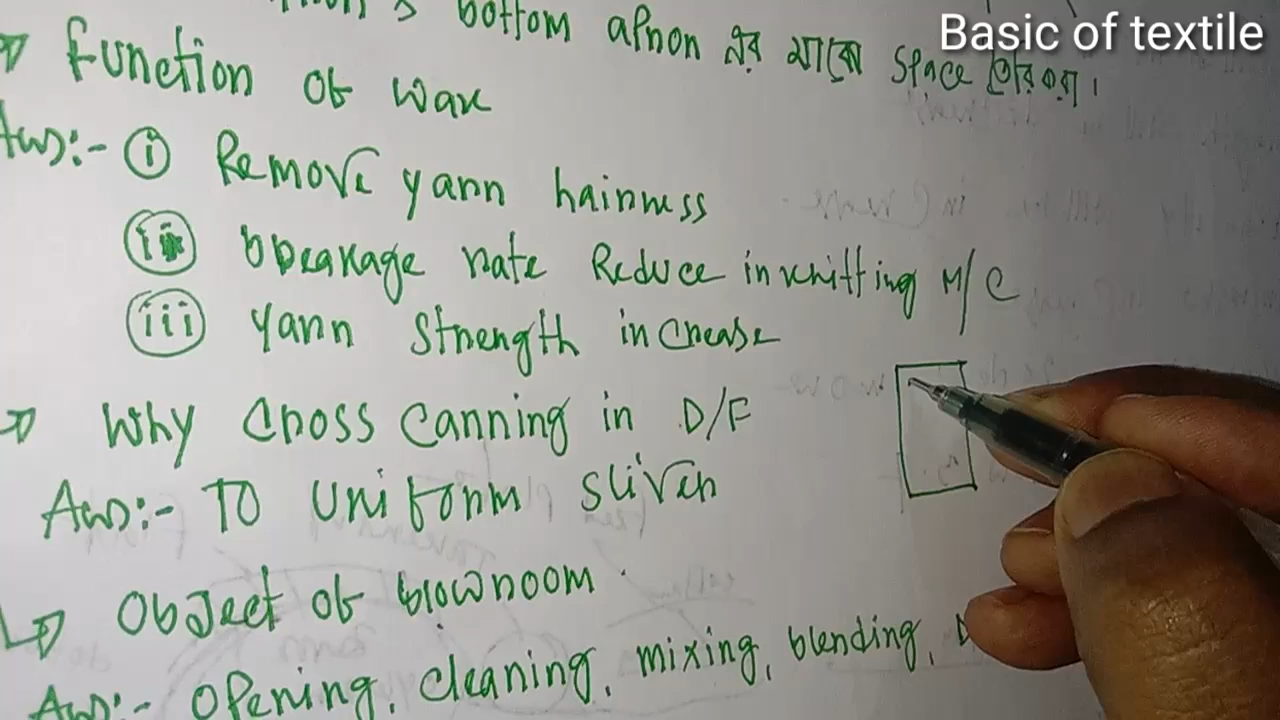 Basic of textile
bottom apron এর মাঝে space তৈরি করা।
Function of wax
Ans:- (i) Remove yarn hairness
(ii) breakage rate Reduce in knitting M/C
(iii) yarn strength increase
Why Cross Carring in D/F
Ans:- TO Uniform sliver
Object of blowroom
Ans:- Opening, cleaning, mixing, blending,